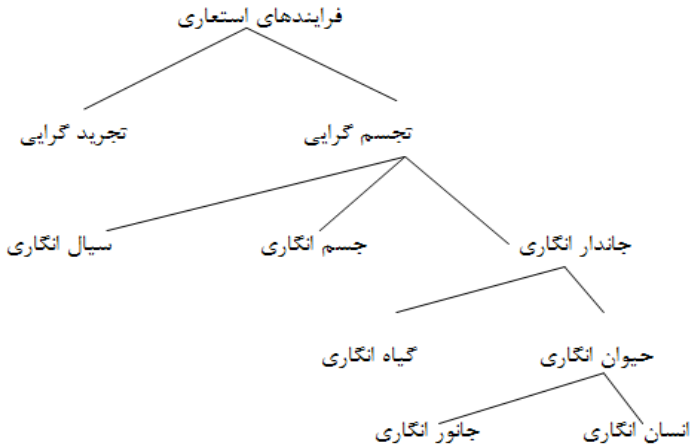 فرایندهای استعاری
تجسم گرایی تجرید گرایی
جاندار انگاری جسم انگاری سیال انگاری
حیوان انگاری گیاه انگاری
انسان انگاری جانور انگاری